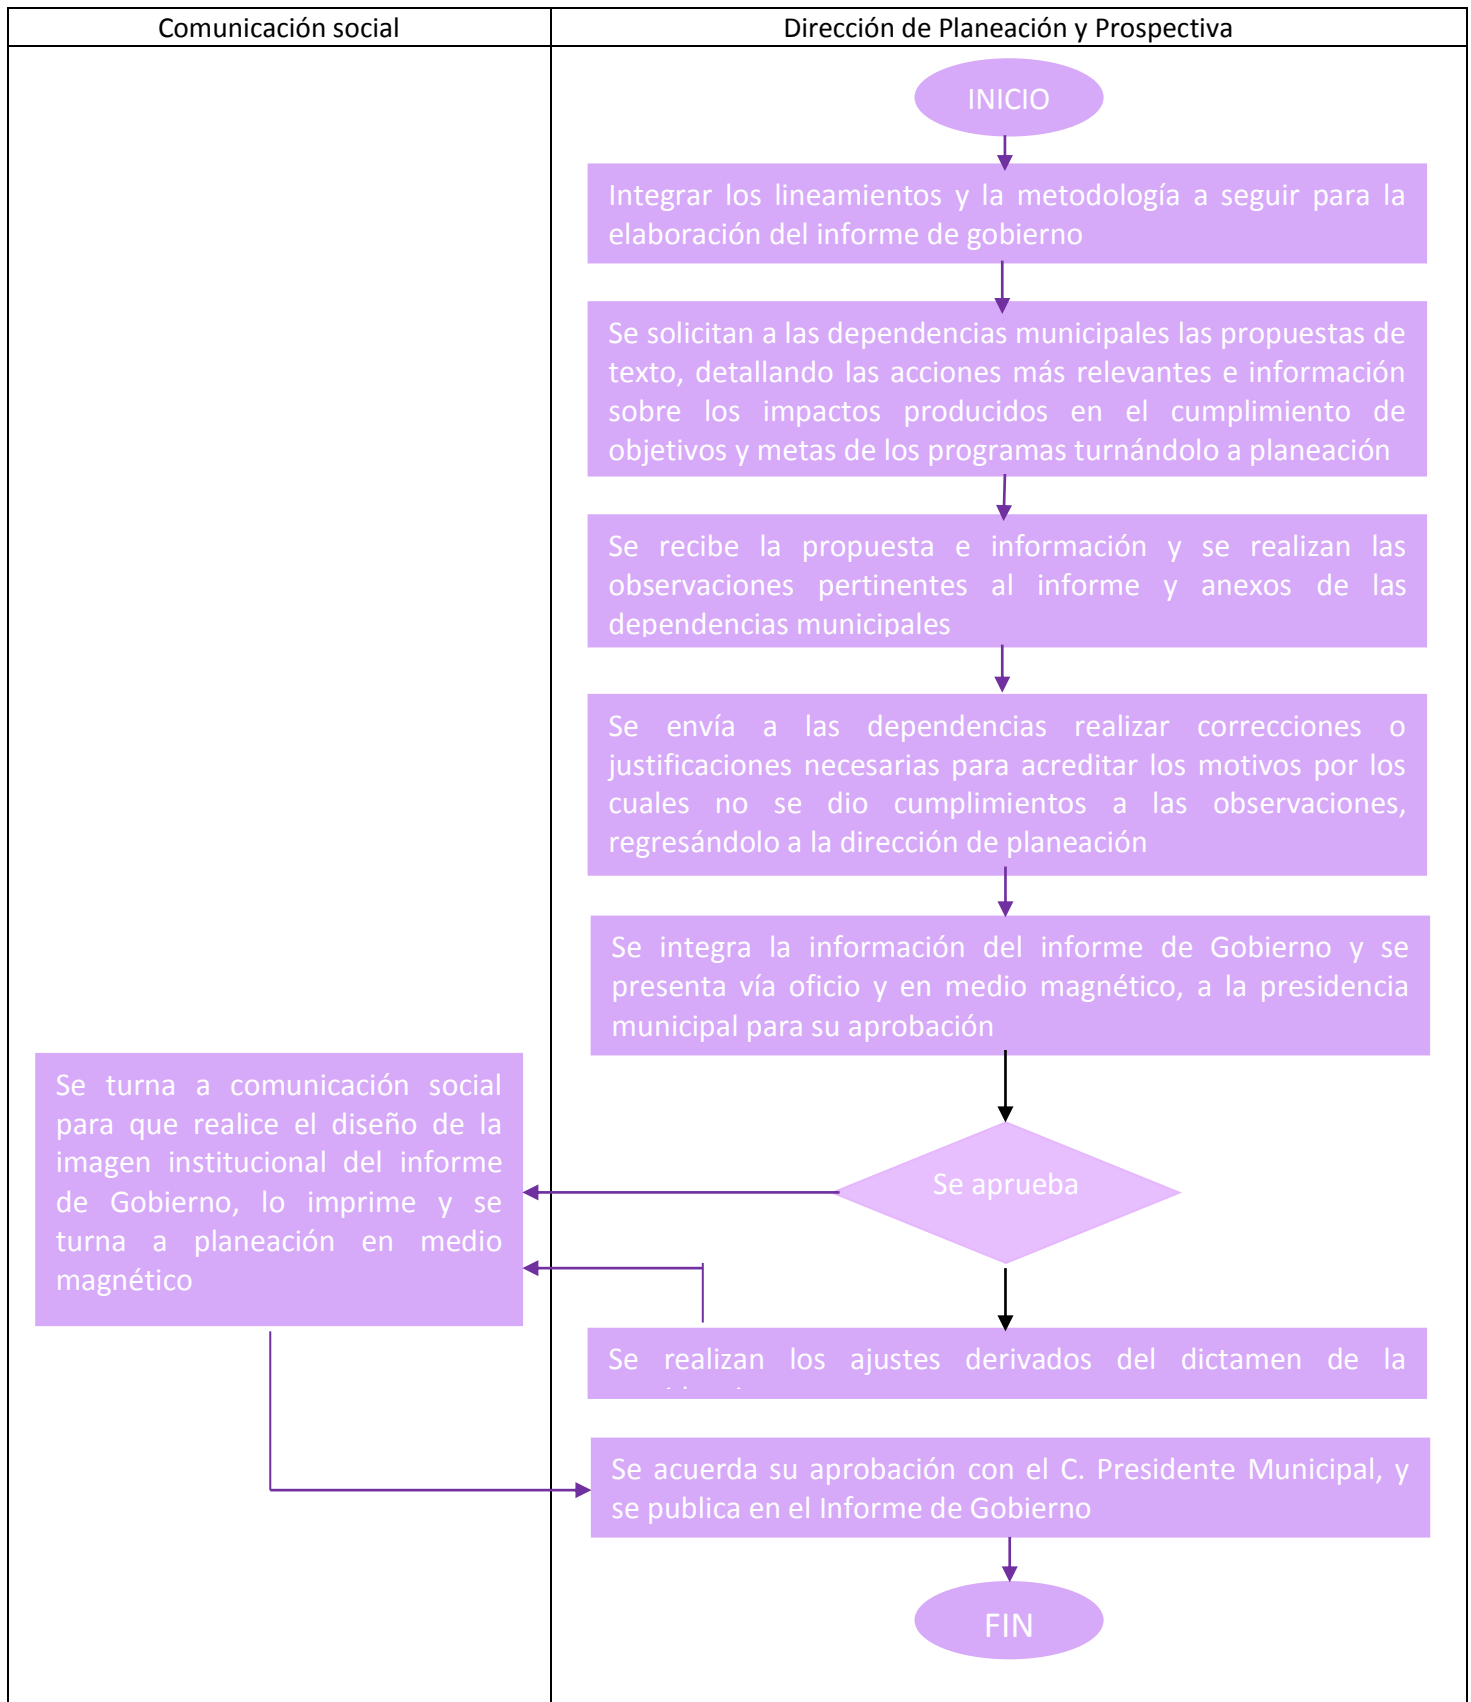 Comunicación social
Dirección de Planeación y Prospectiva
INICIO
Integrar los lineamientos y la metodología a seguir para la
elaboración del informe de gobierno
Se solicitan a las dependencias municipales las propuestas de
texto, detallando las acciones más relevantes e información
sobre los impactos producidos en el cumplimiento de
objetivos y metas de los programas turnándolo a planeación
Se recibe la propuesta e información y se realizan las
observaciones pertinentes al informe y anexos de las
dependencias municipales
Se envía a las dependencias realizar correcciones o
justificaciones necesarias para acreditar los motivos por los
cuales no se dio cumplimientos a las observaciones,
regresándolo a la dirección de planeación
Se integra la información del informe de Gobierno y se
presenta vía oficio y en medio magnético, a la presidencia
municipal para su aprobación
Se turna a comunicación social
para que realice el diseño de la
imagen institucional del informe
de Gobierno, lo imprime y se
turna a planeación en medio
magnético
Se aprueba
Se realizan los ajustes derivados del dictamen de la
Se acuerda su aprobación con el C. Presidente Municipal, y
se publica en el Informe de Gobierno
FIN